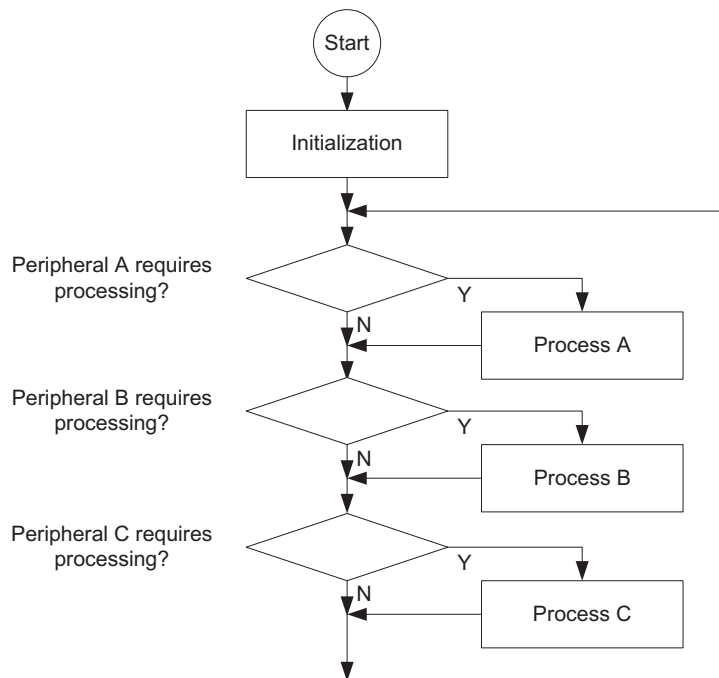 Start
Initialization
Peripheral A requires
processing?
Y
N
Process A
Peripheral B requires
processing?
Y
N
Process B
Peripheral C requires
processing?
Y
N
Process C